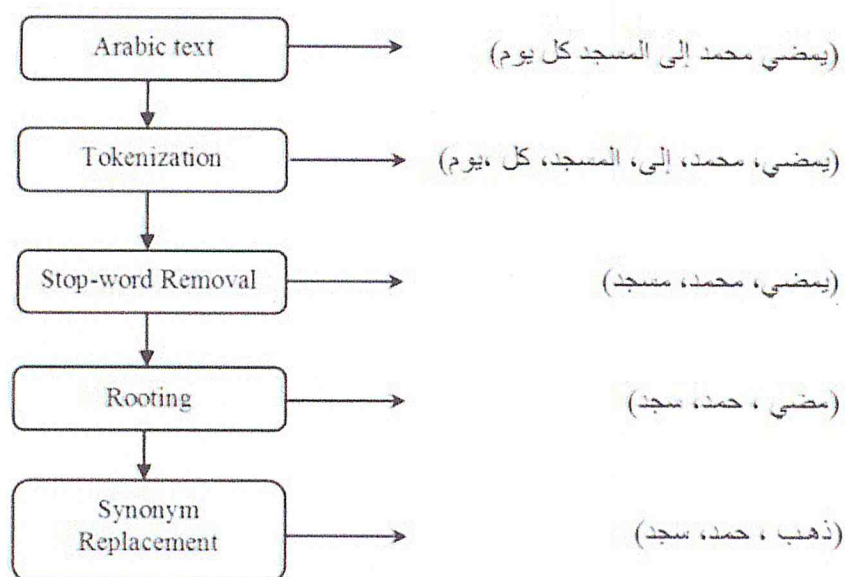 Arabic text
(يمضي محمد إلى المسجد كل يوم)
Tokenization
(يمضي، محمد، إلى، المسجد، كل ،يوم)
Stop-word Removal
(يمضي، محمد، مسجد)
Rooting
(مضي ، حمد، سجد)
Synonym
Replacement
(ذهب ، حمد، سجد)